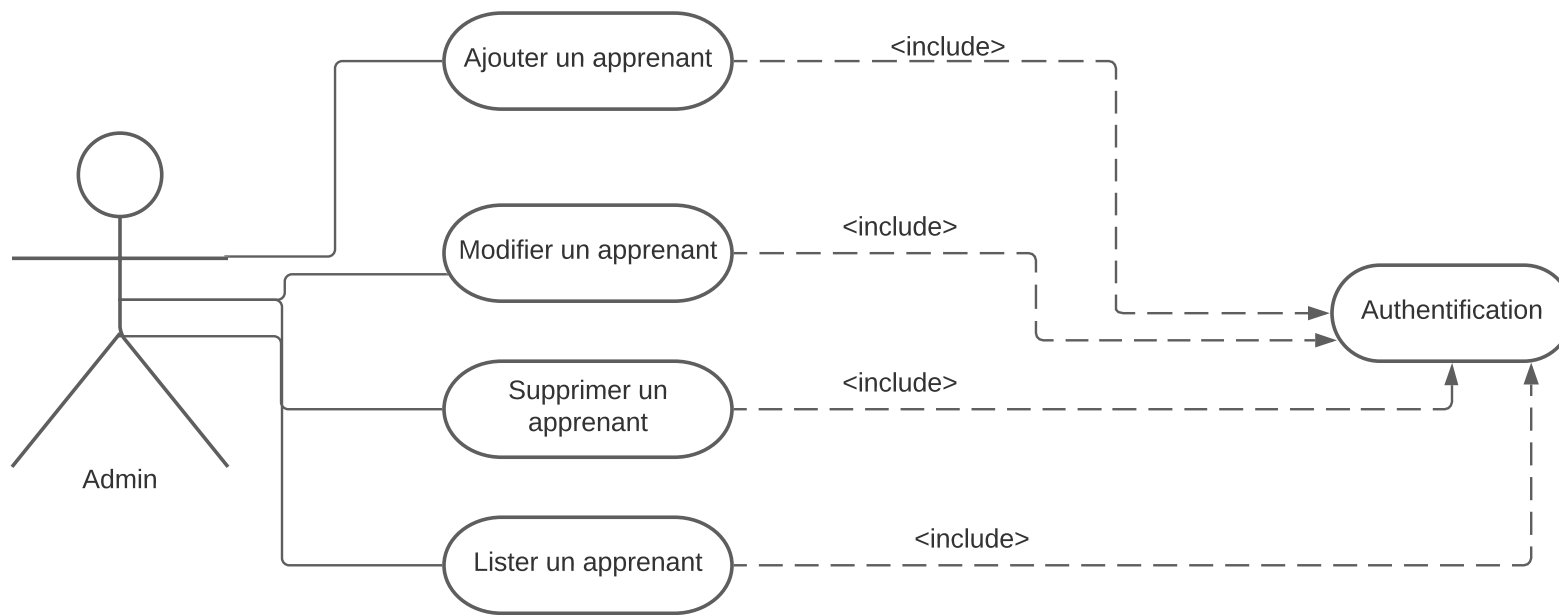 Ajouter un apprenant
<include>
Modifier un apprenant
<include>
Authentification
Supprimer un
apprenant
<include>
Admin
Lister un apprenant
<include>